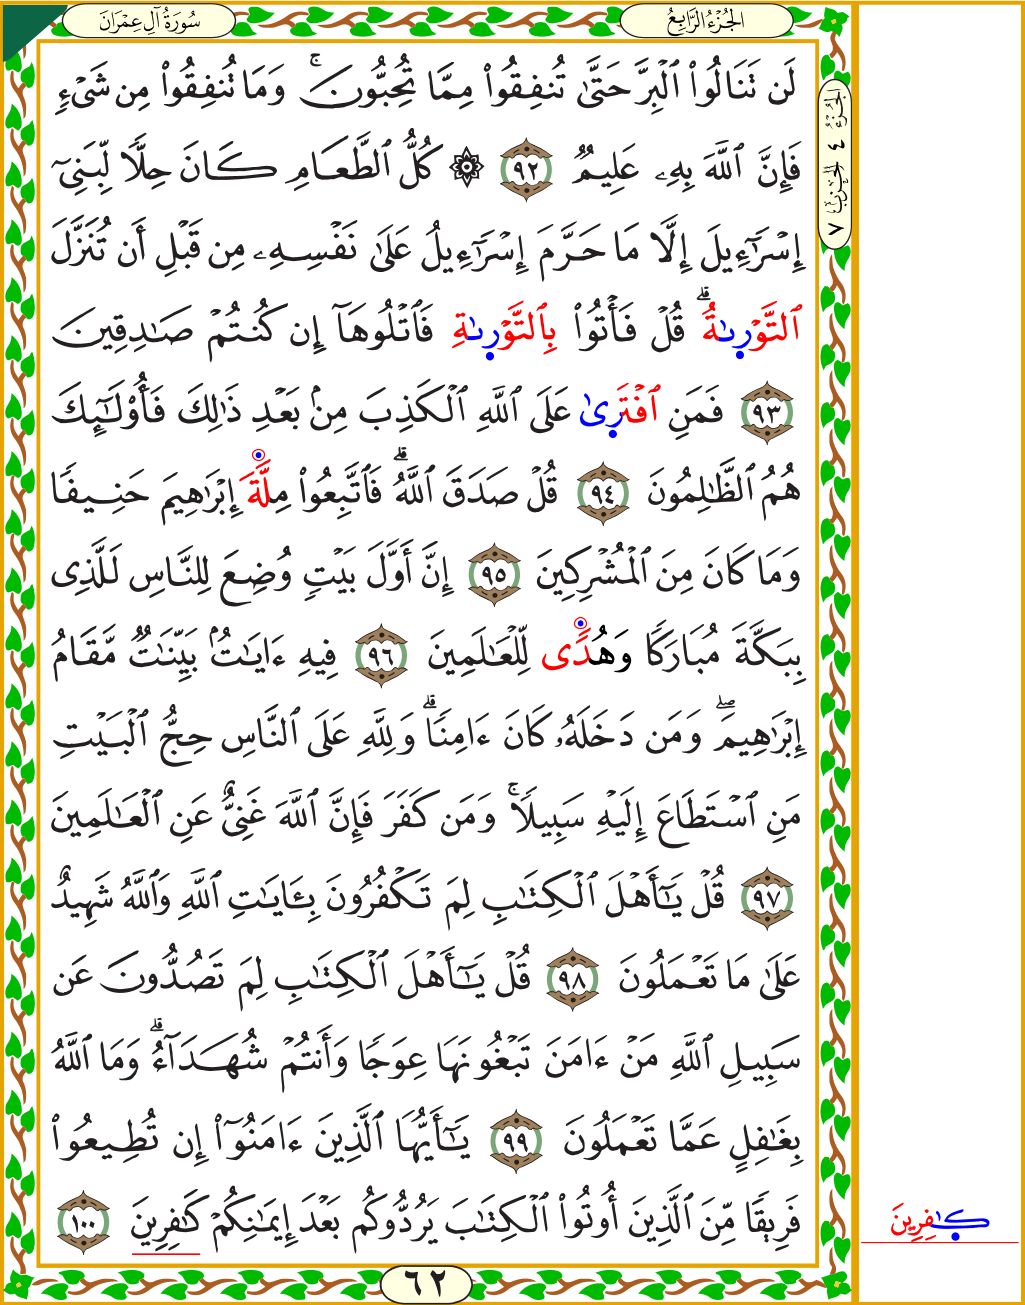 سُورَةُ آلِ عِمْرَان
الجُزْءُ الرَّابِعُ
لَن تَنَالُوا۟ ٱلْبِرَّ حَتَّىٰ تُنفِقُوا۟ مِمَّا تُحِبُّونَ ۚ وَمَا تُنفِقُوا۟ مِن شَىْءٍ
فَإِنَّ ٱللَّهَ بِهِۦ عَلِيمٌ ٩٢ ۞ كُلُّ ٱلطَّعَامِ كَانَ حِلًّا لِّبَنِىٓ
إِسْرَٰٓءِيلَ إِلَّا مَا حَرَّمَ إِسْرَٰٓءِيلُ عَلَىٰ نَفْسِهِۦ مِن قَبْلِ أَن تُنَزَّلَ
ٱلتَّوْرِىٰةُ ۗ قُلْ فَأْتُوا۟ بِٱلتَّوْرِىٰةِ فَٱتْلُوهَآ إِن كُنتُمْ صَٰدِقِينَ
٩٣ فَمَنِ ٱفْتَرِىٰ عَلَى ٱللَّهِ ٱلْكَذِبَ مِنۢ بَعْدِ ذَٰلِكَ فَأُو۟لَٰٓئِكَ
هُمُ ٱلظَّٰلِمُونَ ٩٤ قُلْ صَدَقَ ٱللَّهُ ۗ فَٱتَّبِعُوا۟ مِلَّةَ إِبْرَٰهِيمَ حَنِيفًا
وَمَا كَانَ مِنَ ٱلْمُشْرِكِينَ ٩٥ إِنَّ أَوَّلَ بَيْتٍ وُضِعَ لِلنَّاسِ لَلَّذِى
بِبَكَّةَ مُبَارَكًا وَهُدًى لِّلْعَٰلَمِينَ ٩٦ فِيهِ ءَايَٰتٌۢ بَيِّنَٰتٌ مَّقَامُ
إِبْرَٰهِيمَ ۖ وَمَن دَخَلَهُۥ كَانَ ءَامِنًا ۗ وَلِلَّهِ عَلَى ٱلنَّاسِ حِجُّ ٱلْبَيْتِ
مَنِ ٱسْتَطَاعَ إِلَيْهِ سَبِيلًا ۚ وَمَن كَفَرَ فَإِنَّ ٱللَّهَ غَنِىٌّ عَنِ ٱلْعَٰلَمِينَ
٩٧ قُلْ يَٰٓأَهْلَ ٱلْكِتَٰبِ لِمَ تَكْفُرُونَ بِـَٔايَٰتِ ٱللَّهِ وَٱللَّهُ شَهِيدٌ
عَلَىٰ مَا تَعْمَلُونَ ٩٨ قُلْ يَٰٓأَهْلَ ٱلْكِتَٰبِ لِمَ تَصُدُّونَ عَن
سَبِيلِ ٱللَّهِ مَنْ ءَامَنَ تَبْغُونَهَا عِوَجًا وَأَنتُمْ شُهَدَآءُ ۗ وَمَا ٱللَّهُ
بِغَٰفِلٍ عَمَّا تَعْمَلُونَ ٩٩ يَٰٓأَيُّهَا ٱلَّذِينَ ءَامَنُوٓا۟ إِن تُطِيعُوا۟
فَرِيقًا مِّنَ ٱلَّذِينَ أُوتُوا۟ ٱلْكِتَٰبَ يَرُدُّوكُم بَعْدَ إِيمَٰنِكُمْ كَٰفِرِينَ ١٠٠
الجُزْءُ ٤ الحِزْبُ ٧
كَٰفِرِينَ
٦٢